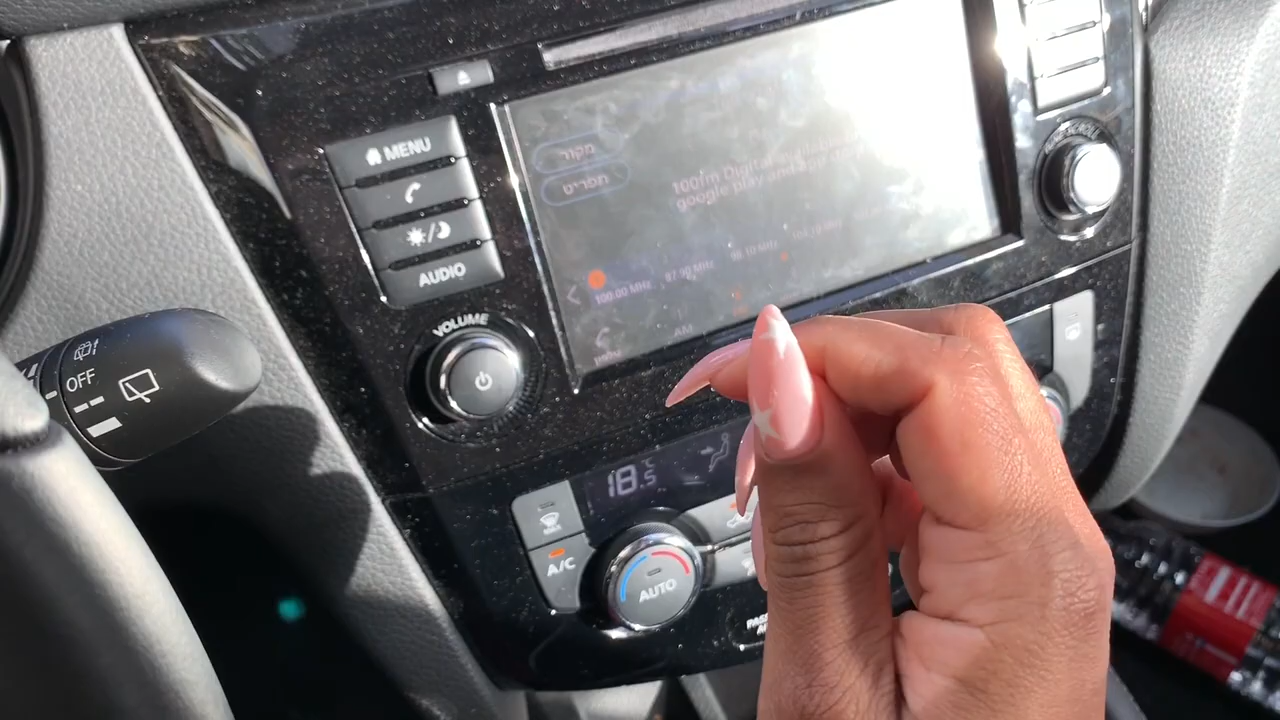 MENU
AUDIO
VOLUME
מקור
תפריט
100fm Digital
google play and
100.00 MHz
87.90 MHz
98.10 MHz
AM
OFF
18.5°C
A/C
AUTO